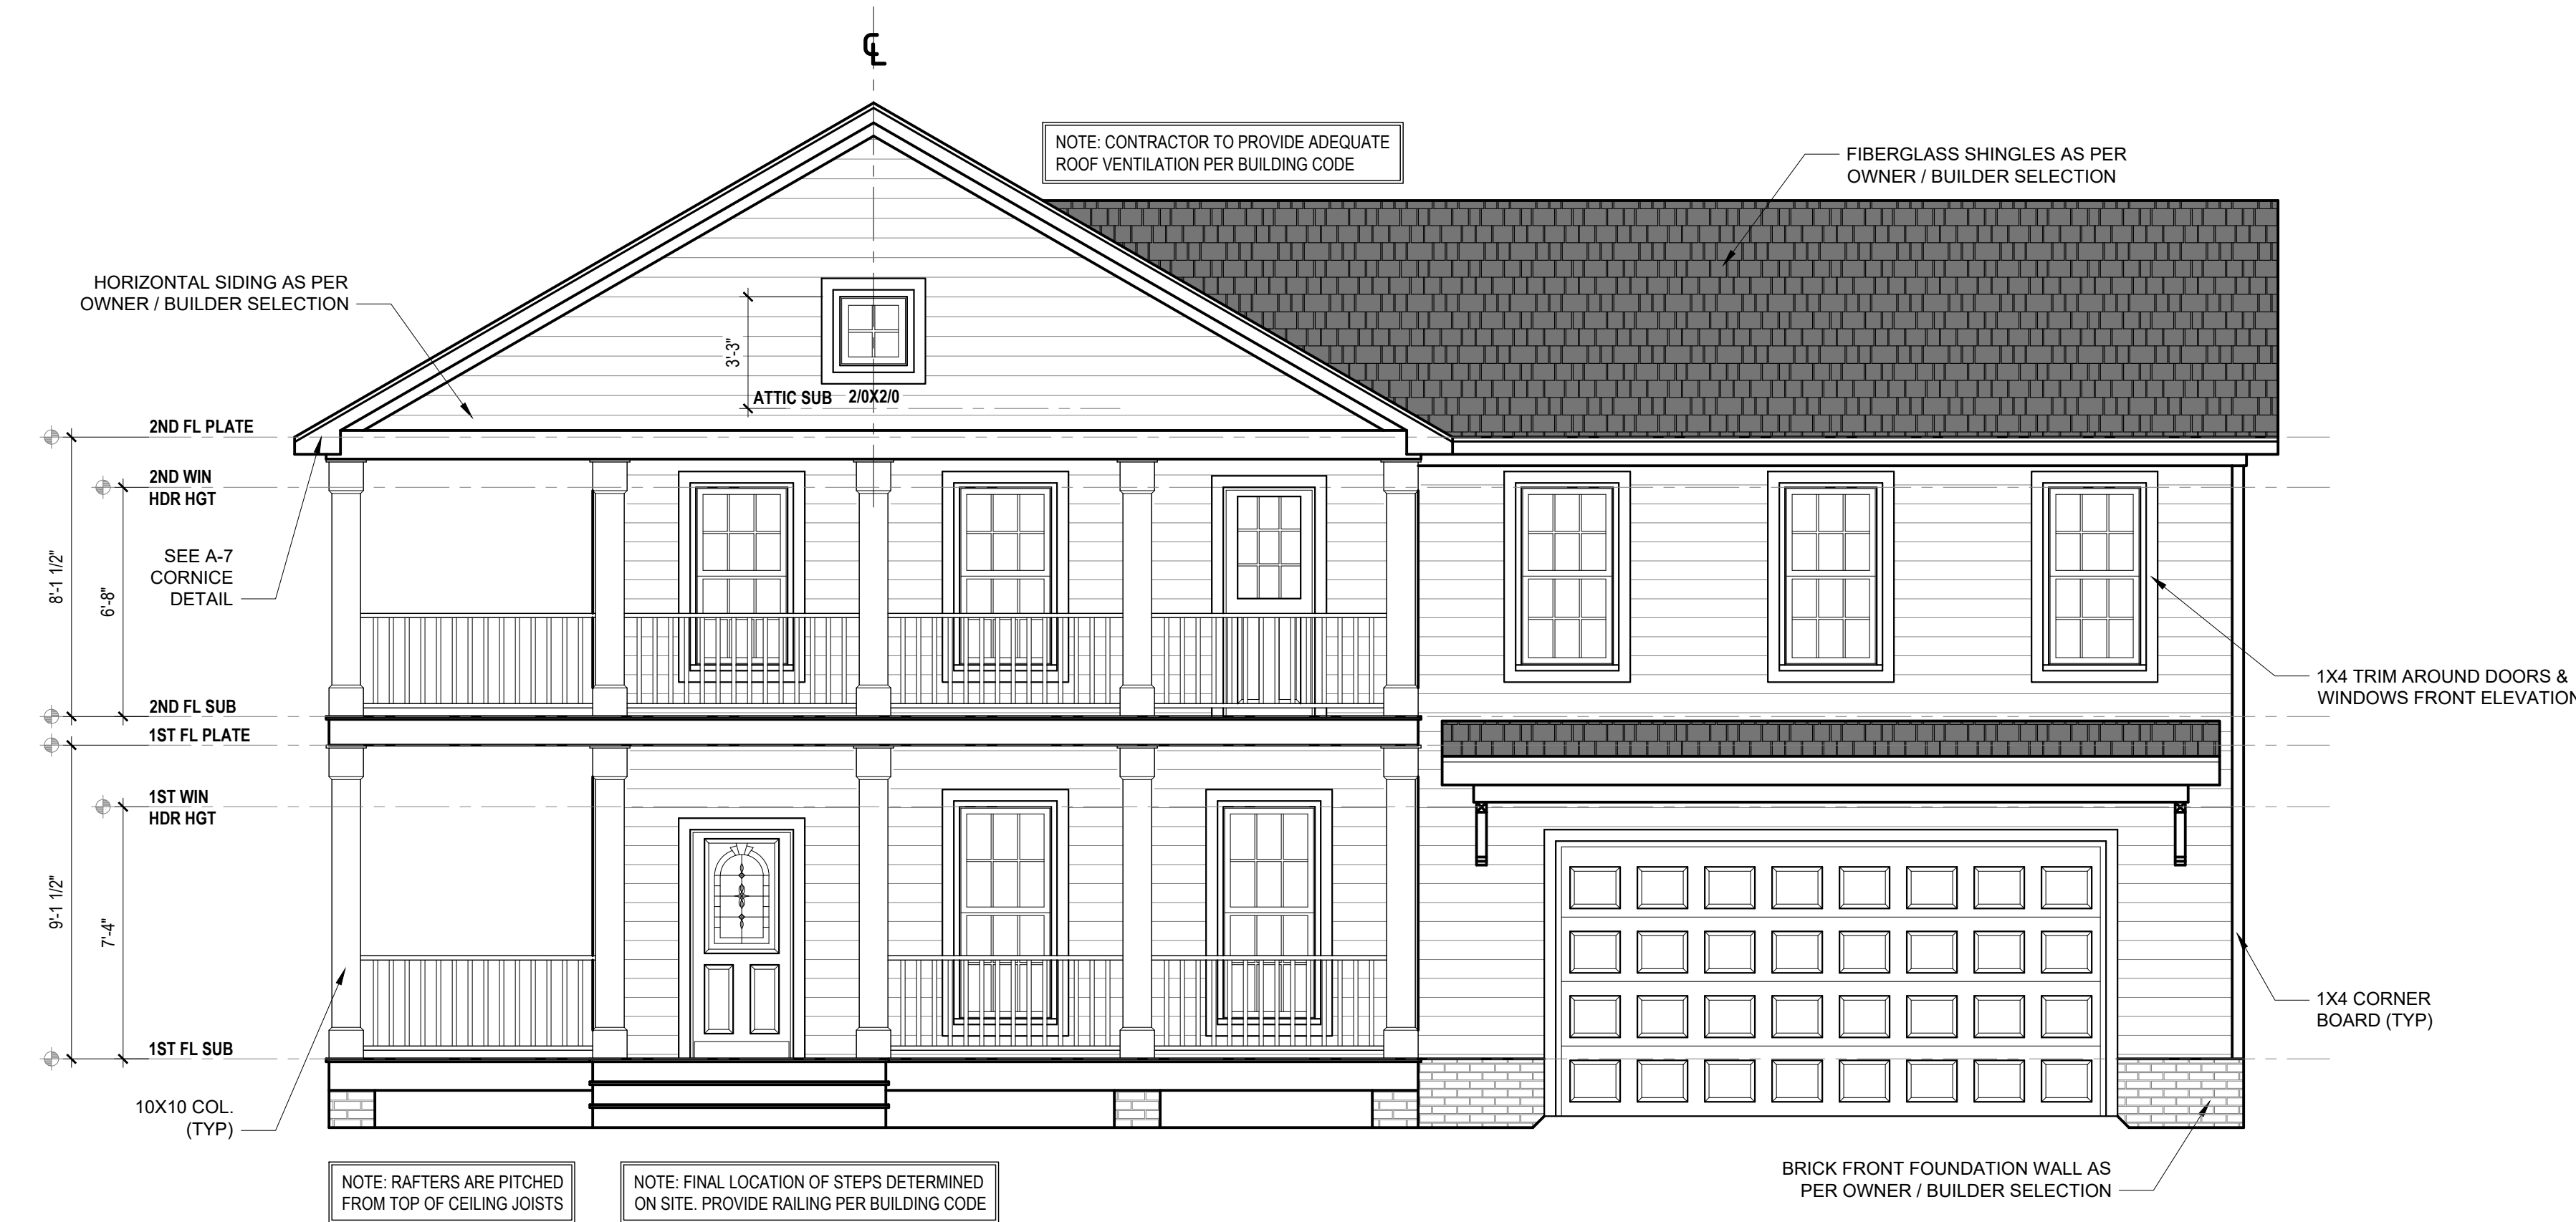 ℄
NOTE: CONTRACTOR TO PROVIDE ADEQUATE
ROOF VENTILATION PER BUILDING CODE
FIBERGLASS SHINGLES AS PER
OWNER / BUILDER SELECTION
HORIZONTAL SIDING AS PER
OWNER / BUILDER SELECTION
3'-3"
ATTIC SUB
2/0X2/0
2ND FL PLATE
2ND WIN
HDR HGT
SEE A-7
CORNICE
DETAIL
8'-1 1/2"
6'-8"
2ND FL SUB
1ST FL PLATE
1X4 TRIM AROUND DOORS &
WINDOWS FRONT ELEVATION
1ST WIN
HDR HGT
9'-1 1/2"
7'-4"
1ST FL SUB
1X4 CORNER
BOARD (TYP)
10X10 COL.
(TYP)
NOTE: RAFTERS ARE PITCHED
FROM TOP OF CEILING JOISTS
NOTE: FINAL LOCATION OF STEPS DETERMINED
ON SITE. PROVIDE RAILING PER BUILDING CODE
BRICK FRONT FOUNDATION WALL AS
PER OWNER / BUILDER SELECTION